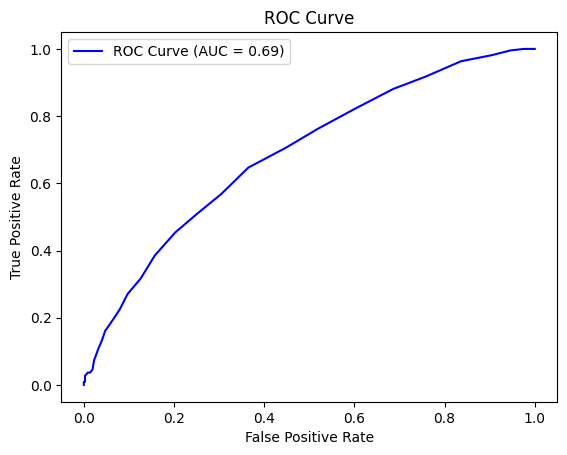 ROC Curve
ROC Curve (AUC = 0.69)
True Positive Rate
1.0
0.8
0.6
0.4
0.2
0.0
0.0 0.2 0.4 0.6 0.8 1.0
False Positive Rate